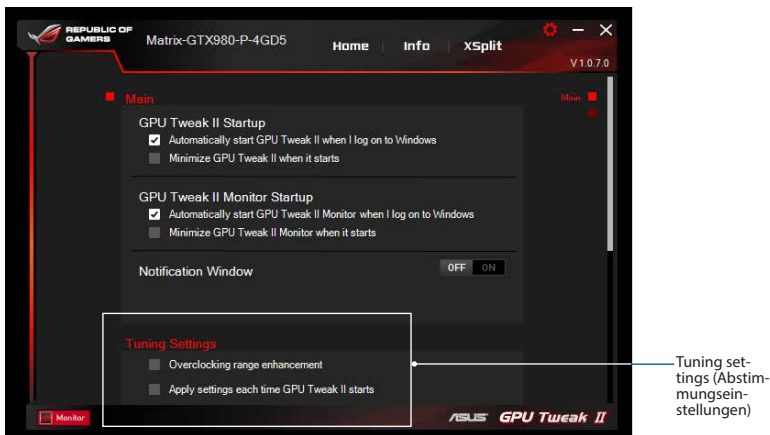 REPUBLIC OF
GAMERS
Matrix-GTX980-P-4GD5
Home
Info
XSplit
V 1.0.7.0
Main
Main
GPU Tweak II Startup
Automatically start GPU Tweak II when I log on to Windows
Minimize GPU Tweak II when it starts
GPU Tweak II Monitor Startup
Automatically start GPU Tweak II Monitor when I log on to Windows
Minimize GPU Tweak II Monitor when it starts
Notification Window
OFF ON
Tuning Settings
Overclocking range enhancement
Apply settings each time GPU Tweak II starts
Monitor
ASUS GPU Tweak II
Tuning set-
tings (Abstim-
mungsein-
stellungen)